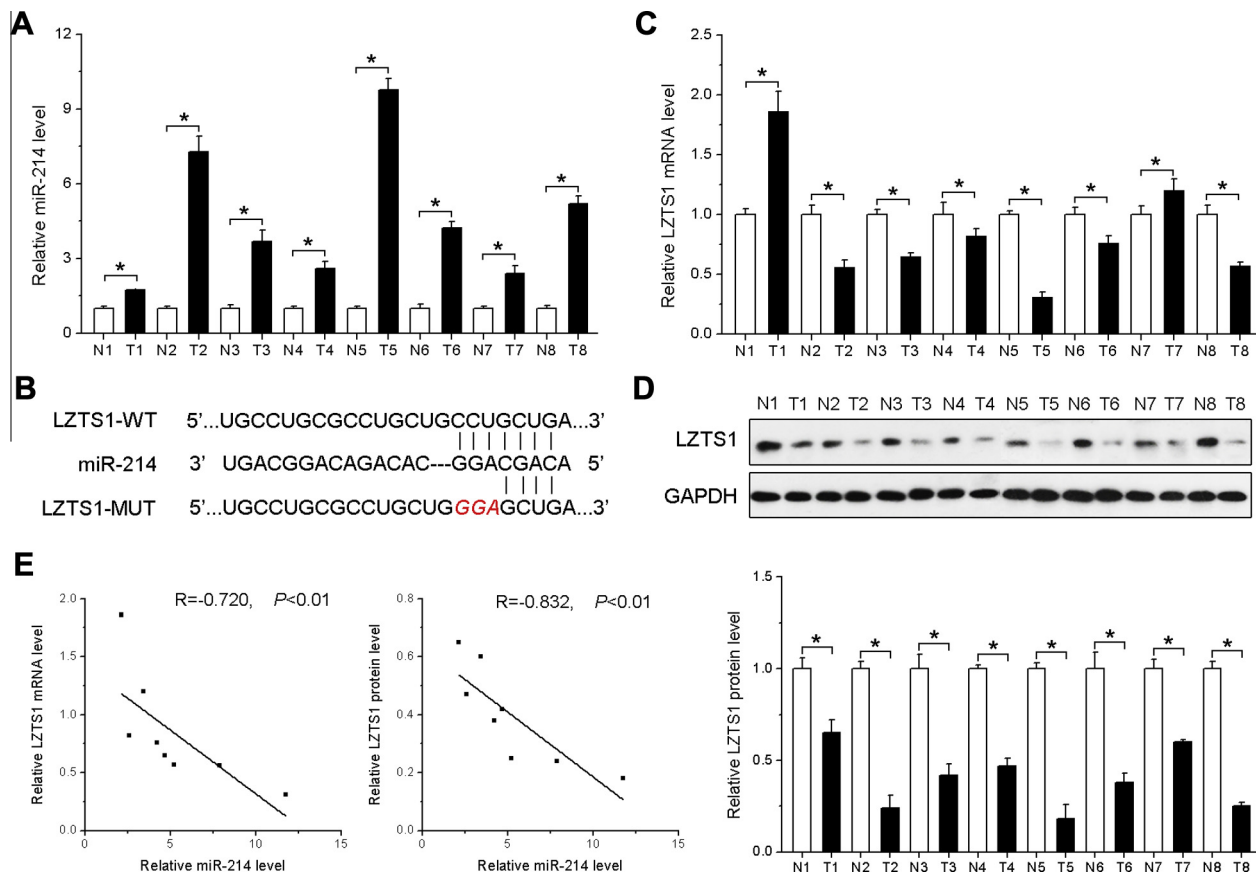 A
Relative miR-214 level
12
9
6
3
0
* * * * * * * *
N1 T1 N2 T2 N3 T3 N4 T4 N5 T5 N6 T6 N7 T7 N8 T8
B
LZTS1-WT 5’...UGCCUGCGCCUGCUGCCUGCUGA...3’
miR-214 3’ UGACGGACAGACAC---GGACGACA 5’
LZTS1-MUT 5’...UGCCUGCGCCUGCUGGGAGCUGA...3’
C
Relative LZTS1 mRNA level
2.5
2.0
1.5
1.0
0.5
0.0
* * * * * * * *
N1 T1 N2 T2 N3 T3 N4 T4 N5 T5 N6 T6 N7 T7 N8 T8
D
N1 T1 N2 T2 N3 T3 N4 T4 N5 T5 N6 T6 N7 T7 N8 T8
LZTS1
GAPDH
Relative LZTS1 protein level
1.5
1.0
0.5
0.0
* * * * * * * *
N1 T1 N2 T2 N3 T3 N4 T4 N5 T5 N6 T6 N7 T7 N8 T8
E
R=-0.720, P<0.01
Relative LZTS1 mRNA level
2.0
1.5
1.0
0.5
0.0
0 5 10 15
Relative miR-214 level
R=-0.832, P<0.01
Relative LZTS1 protein level
0.8
0.6
0.4
0.2
0.0
0 5 10 15
Relative miR-214 level